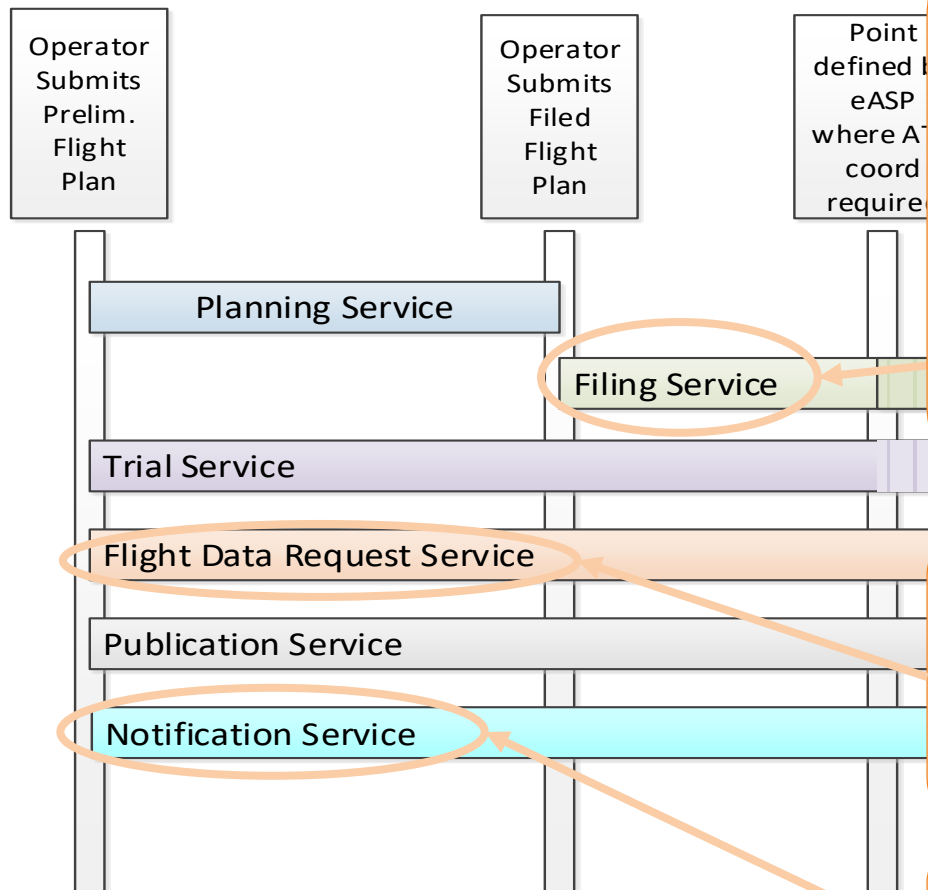 Operator
Submits
Prelim.
Flight
Plan
Operator
Submits
Filed
Flight
Plan
Point
defined
eASP
where
coord
Planning Service
Filing Service
Trial Service
Flight Data Request Service
Publication Service
Notification Service